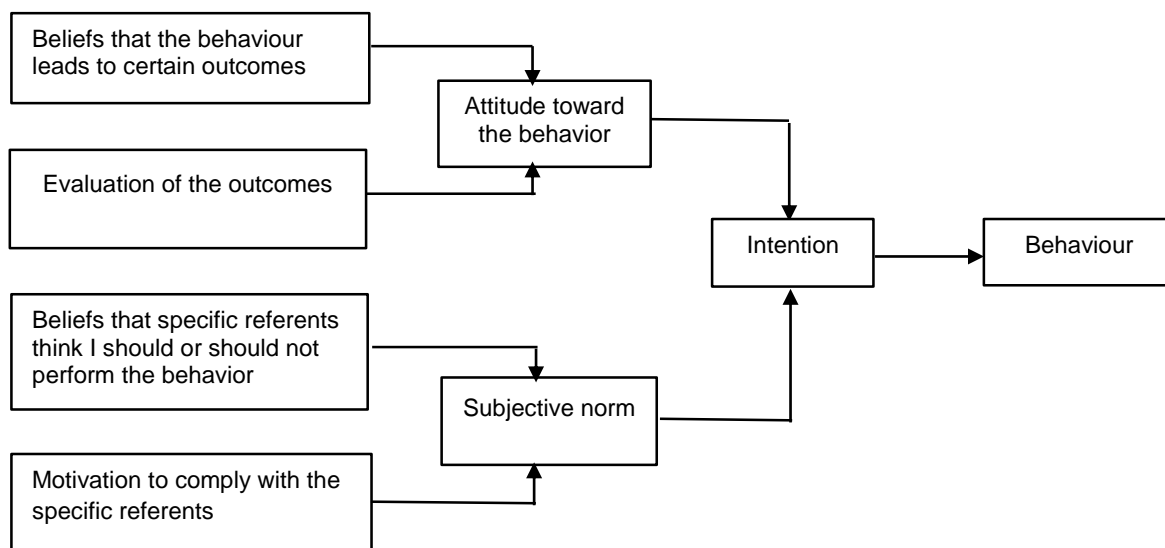 Beliefs that the behaviour
leads to certain outcomes
Attitude toward
the behavior
Evaluation of the outcomes
Intention
Behaviour
Beliefs that specific referents
think I should or should not
perform the behavior
Subjective norm
Motivation to comply with the
specific referents